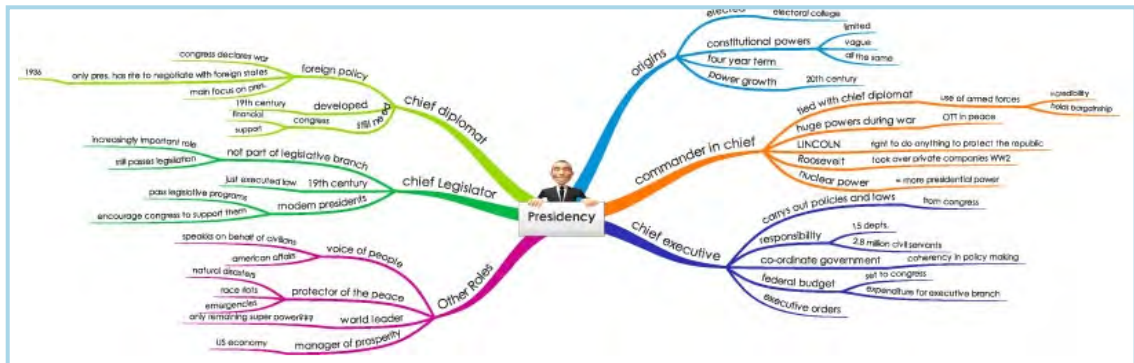 Presidency
origins
elected
electoral college
constitutional powers
limited
vague
all the same
four year term
power growth
20th century
commander in chief
tied with chief diplomat
use of armed forces
holds bargainship
huge powers during war
OTT in peace
LINCOLN
right to do anything to protect the republic
Roosevelt
took over private companies WW2
nuclear power
= more presidential power
chief executive
carrys out policies and laws
from congress
responsibility
15 depts.
2.8 million civil servants
co-ordinate government
coherency in policy making
federal budget
set to congress
expenditure for executive branch
executive orders
chief diplomat
foreign policy
congress declares war
only pres. has rite to negotiate with foreign states
1936
main focus on pres.
developed
19th century
still need
congress
financial
support
chief Legislator
not part of legislative branch
increasingly important role
still passes legislation
19th century
just executed law
modern presidents
pass legislative programs
encourage congress to support them
Other Roles
voice of people
speaks on behalf of civilians
american affairs
protector of the peace
natural disasters
race riots
emergencies
world leader
only remaining super power???
manager of prosperity
US economy